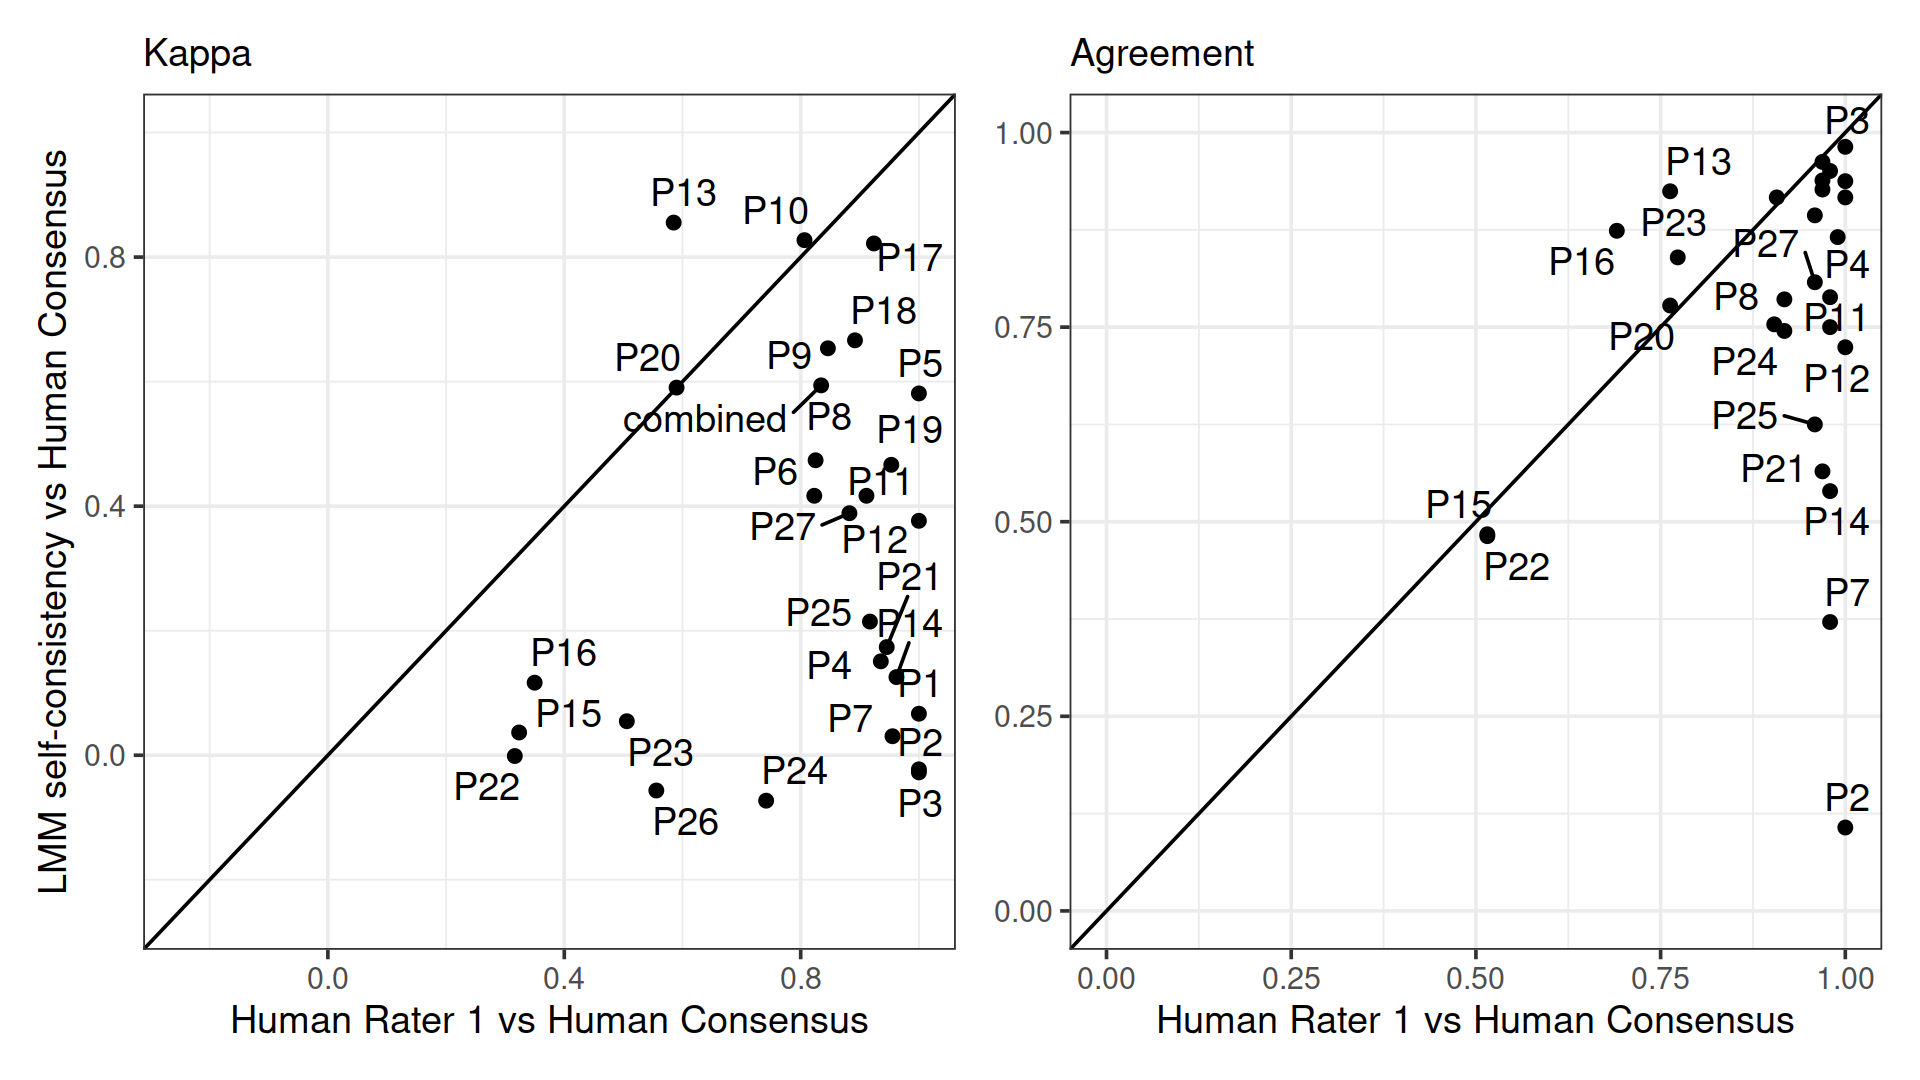 Kappa
Agreement
LMM self-consistency vs Human Consensus
0.8
0.4
0.0
P13
P10
P17
P18
P9
P5
P20
combined
P8
P19
P6
P11
P27
P12
P21
P25
P14
P16
P4
P1
P15
P7
P23
P2
P22
P24
P26
P3
0.0
0.4
0.8
Human Rater 1 vs Human Consensus
1.00
0.75
0.50
0.25
0.00
P3
P13
P23
P27
P16
P4
P8
P11
P20
P24
P12
P25
P21
P15
P14
P22
P7
P2
0.00
0.25
0.50
0.75
1.00
Human Rater 1 vs Human Consensus